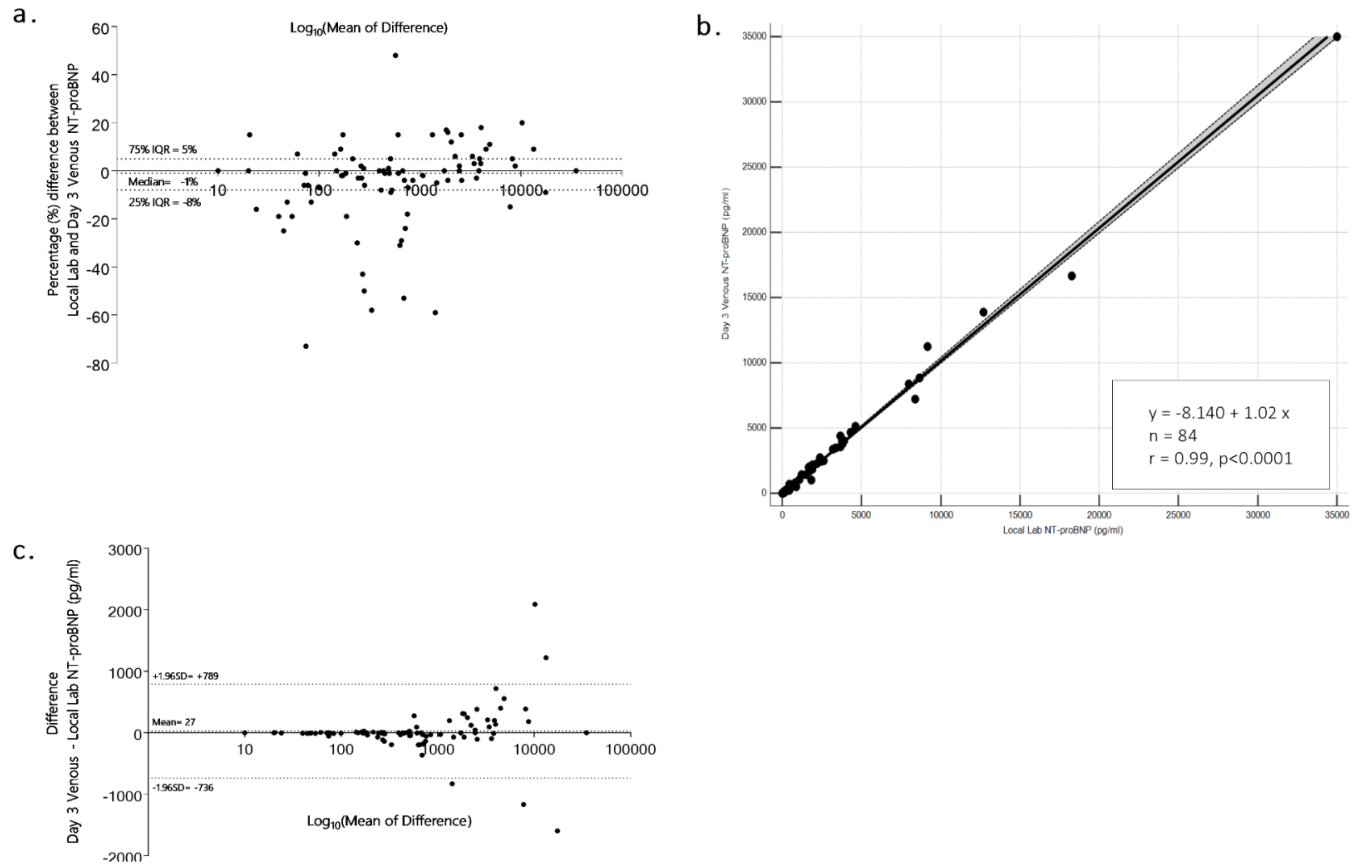 a.
Log10(Mean of Difference)
Percentage (%) difference between
Local Lab and Day 3 Venous NT-proBNP
60
40
20
0
-20
-40
-60
-80
75% IQR = 5%
Median= -1%
25% IQR = -8%
10 100 1000 10000 100000
b.
Day 3 Venous NT-proBNP (pg/ml)
35000
30000
25000
20000
15000
10000
5000
0
0 5000 10000 15000 20000 25000 30000 35000
Local Lab NT-proBNP (pg/ml)
y = -8.140 + 1.02 x
n = 84
r = 0.99, p<0.0001
c.
Difference
Day 3 Venous - Local Lab NT-proBNP (pg/ml)
3000
2000
1000
0
-1000
-2000
+1.96SD= +789
Mean= 27
-1.96SD= -736
10 100 1000 10000 100000
Log10(Mean of Difference)